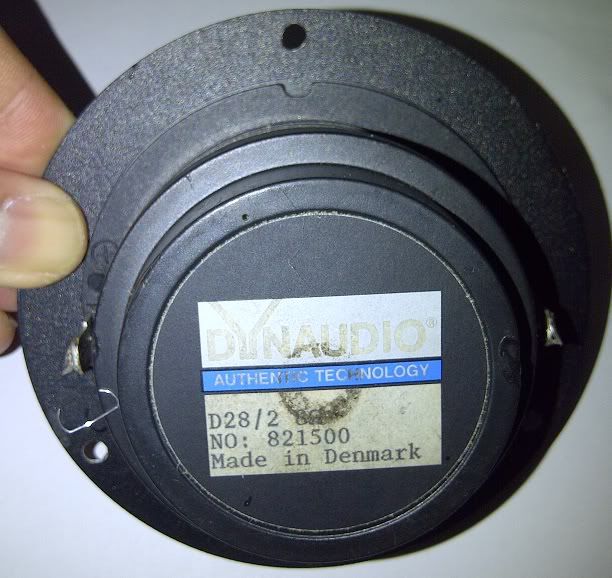 DYNAUDIO®
AUTHENTIC TECHNOLOGY
D28/2
NO: 821500
Made in Denmark